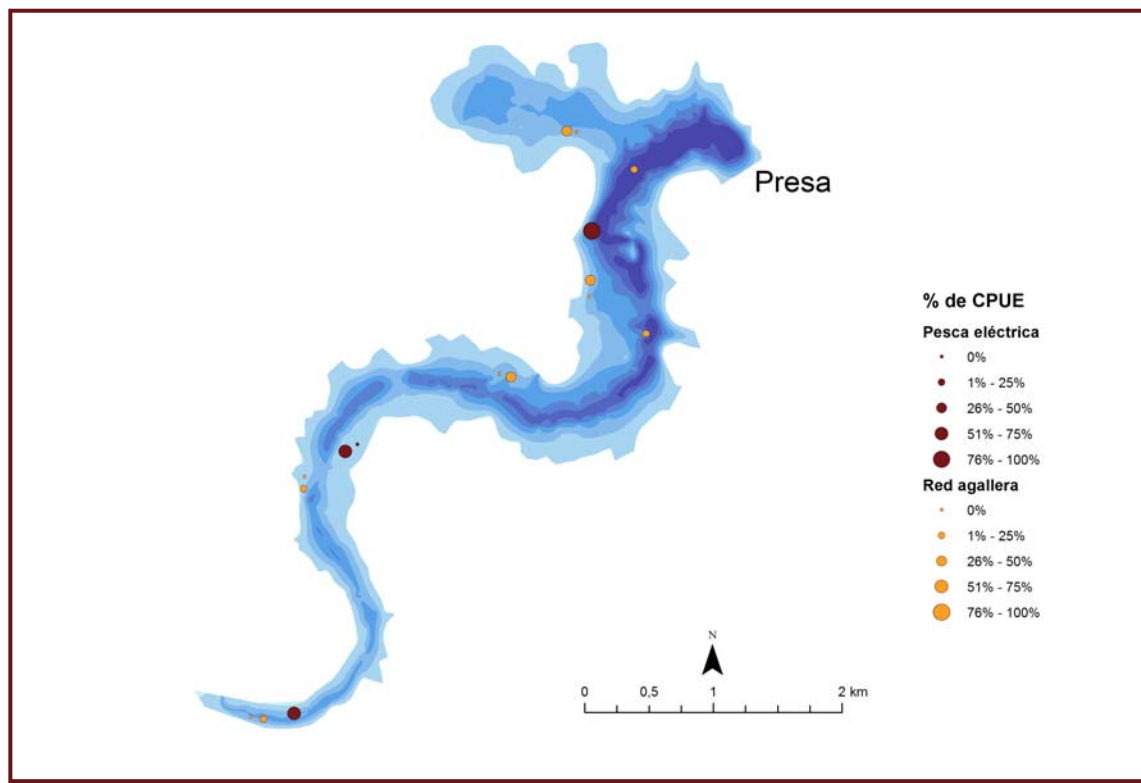 Presa
% de CPUE
Pesca eléctrica
0%
1% - 25%
26% - 50%
51% - 75%
76% - 100%
Red agallera
0%
1% - 25%
26% - 50%
51% - 75%
76% - 100%
N
0 0,5 1 2 km